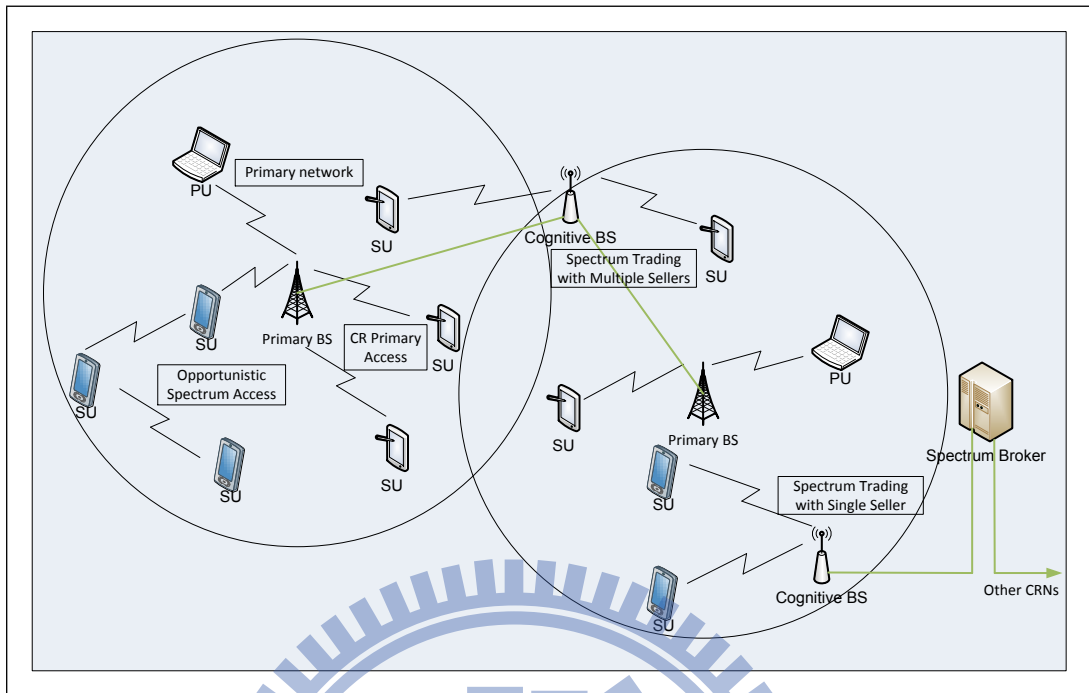 PU
Primary network
SU
Cognitive BS
SU
Spectrum Trading
with Multiple Sellers
SU
Primary BS
CR Primary
Access
SU
SU
Opportunistic
Spectrum Access
SU
SU
PU
SU
Primary BS
SU
Spectrum Broker
SU
Spectrum Trading
with Single Seller
SU
Cognitive BS
Other CRNs